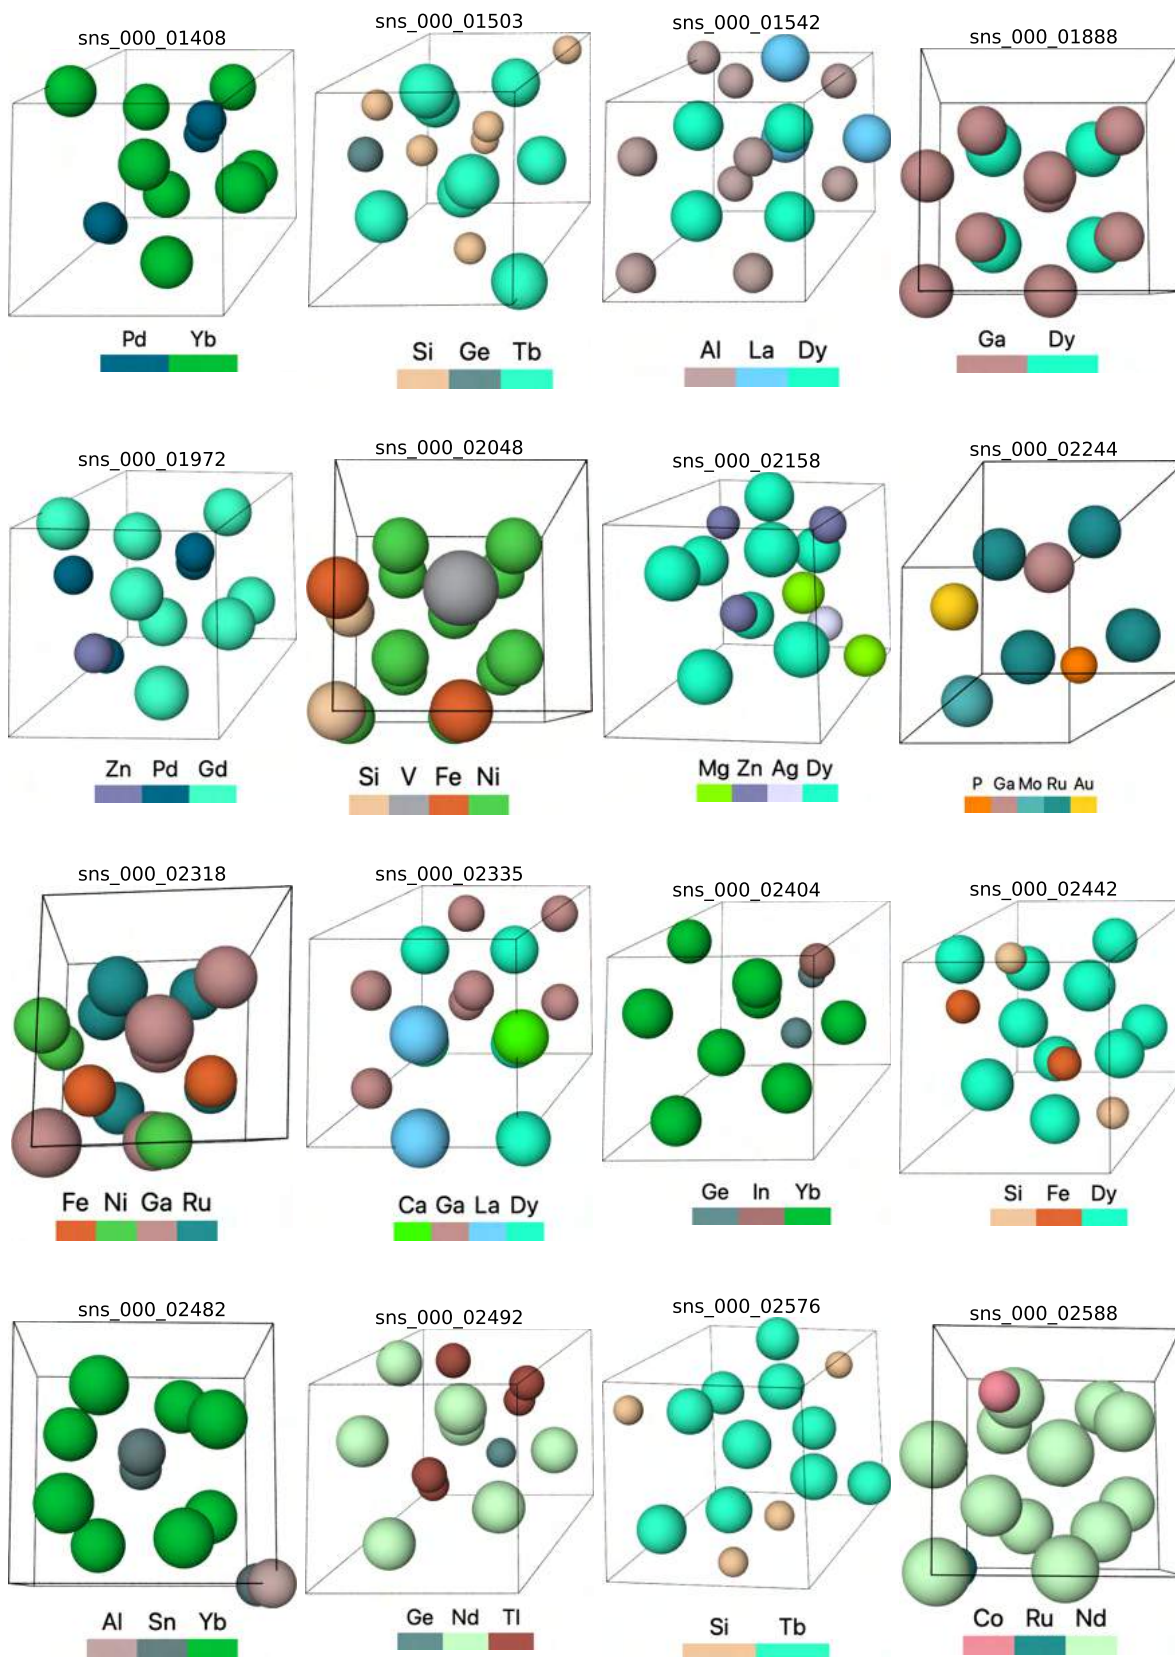 sns_000_01408
sns_000_01503
sns_000_01542
sns_000_01888
Pd Yb
Si Ge Tb
Al La Dy
Ga Dy
sns_000_01972
sns_000_02048
sns_000_02158
sns_000_02244
Zn Pd Gd
Si V Fe Ni
Mg Zn Ag Dy
P Ga Mo Ru Au
sns_000_02318
sns_000_02335
sns_000_02404
sns_000_02442
Fe Ni Ga Ru
Ca Ga La Dy
Ge In Yb
Si Fe Dy
sns_000_02482
sns_000_02492
sns_000_02576
sns_000_02588
Al Sn Yb
Ge Nd Tl
Si Tb
Co Ru Nd